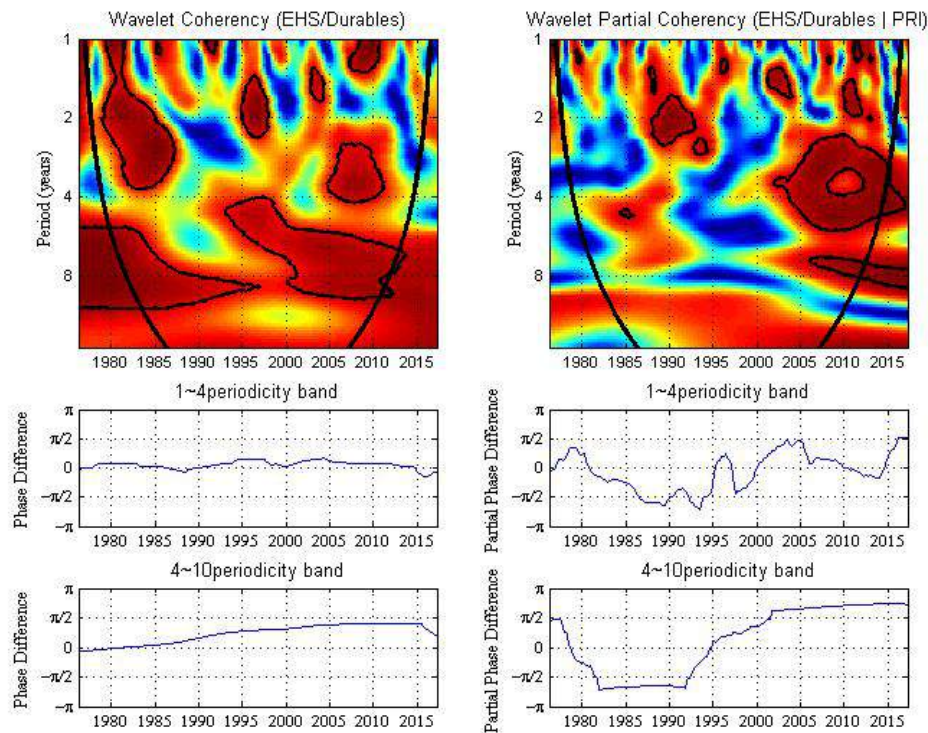 Wavelet Coherency (EHS/Durables)
Period (years)
1
2
4
8
1980 1985 1990 1995 2000 2005 2010 2015
Wavelet Partial Coherency (EHS/Durables | PRI)
Period (years)
1
2
4
8
1980 1985 1990 1995 2000 2005 2010 2015
1~4periodicity band
Phase Difference
π
π/2
0
−π/2
−π
1980 1985 1990 1995 2000 2005 2010 2015
1~4periodicity band
Partial Phase Difference
π
π/2
0
−π/2
−π
1980 1985 1990 1995 2000 2005 2010 2015
4~10periodicity band
Phase Difference
π
π/2
0
−π/2
−π
1980 1985 1990 1995 2000 2005 2010 2015
4~10periodicity band
Partial Phase Difference
π
π/2
0
−π/2
−π
1980 1985 1990 1995 2000 2005 2010 2015